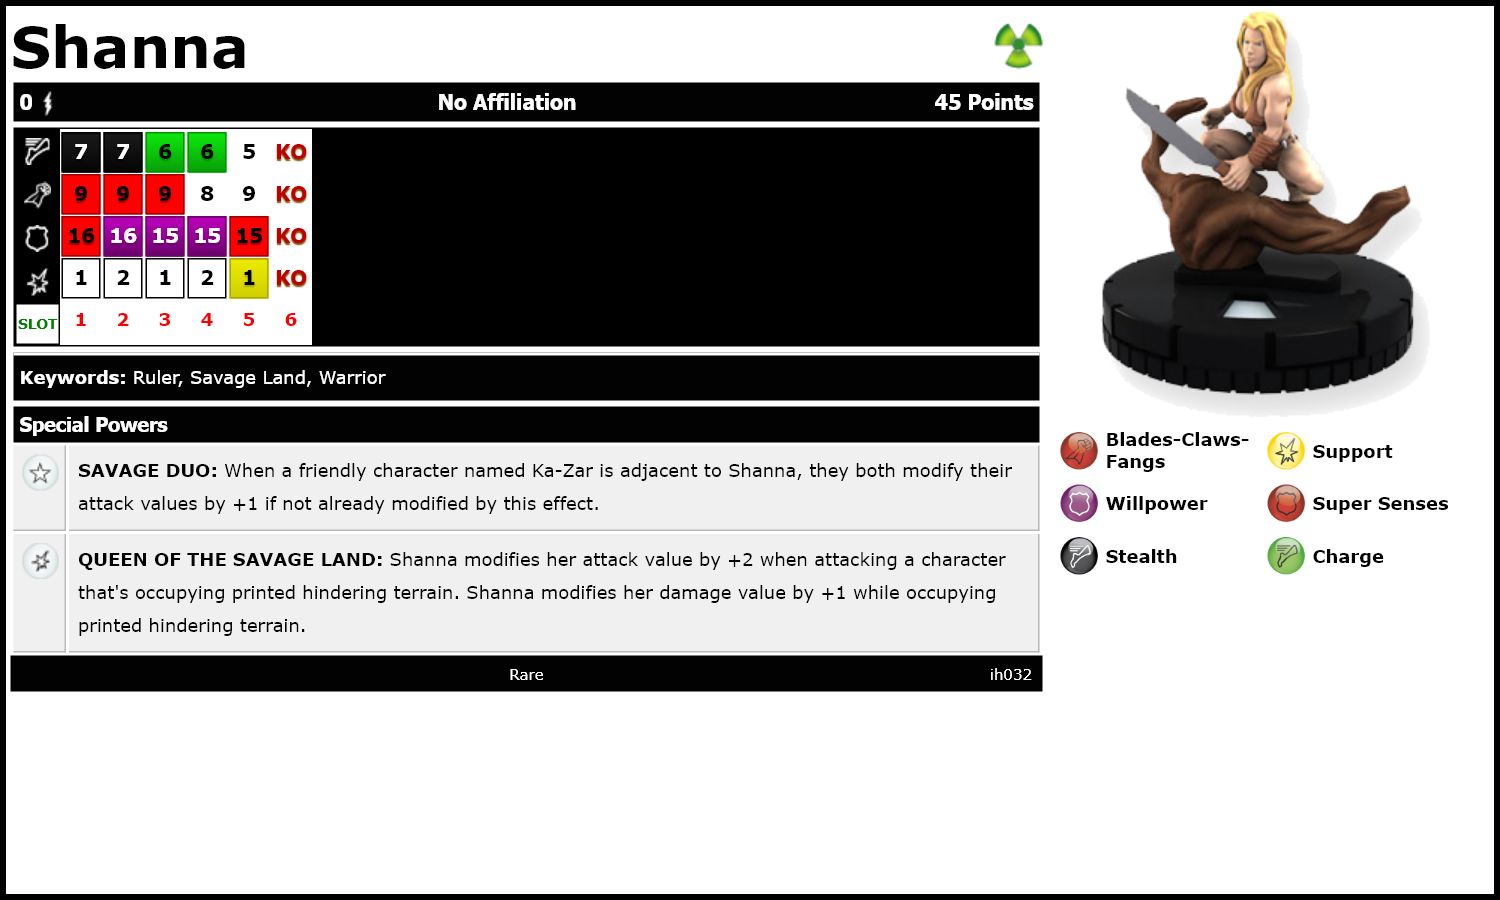 Shanna
0 No Affiliation 45 Points
7 7 6 6 5 KO
9 9 9 8 9 KO
16 16 15 15 15 KO
1 2 1 2 1 KO
SLOT 1 2 3 4 5 6
Keywords: Ruler, Savage Land, Warrior
Special Powers
SAVAGE DUO: When a friendly character named Ka-Zar is adjacent to Shanna, they both modify their
attack values by +1 if not already modified by this effect.
QUEEN OF THE SAVAGE LAND: Shanna modifies her attack value by +2 when attacking a character
that's occupying printed hindering terrain. Shanna modifies her damage value by +1 while occupying
printed hindering terrain.
Rare ih032
Blades-Claws-
Fangs
Support
Willpower
Super Senses
Stealth
Charge